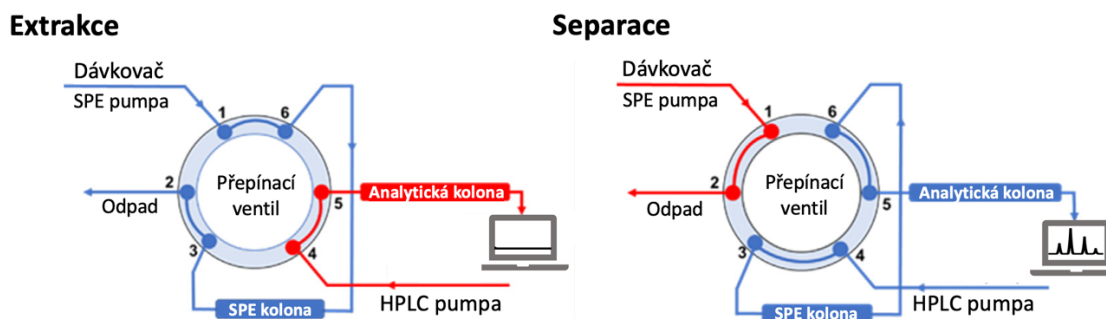 Extrakce
Dávkovač
SPE pumpa
1
6
2
Přepínací
ventil
Analytická kolona
5
Odpad
3
4
SPE kolona
HPLC pumpa
Separace
Dávkovač
SPE pumpa
1
6
2
Přepínací
ventil
Analytická kolona
5
Odpad
3
4
SPE kolona
HPLC pumpa